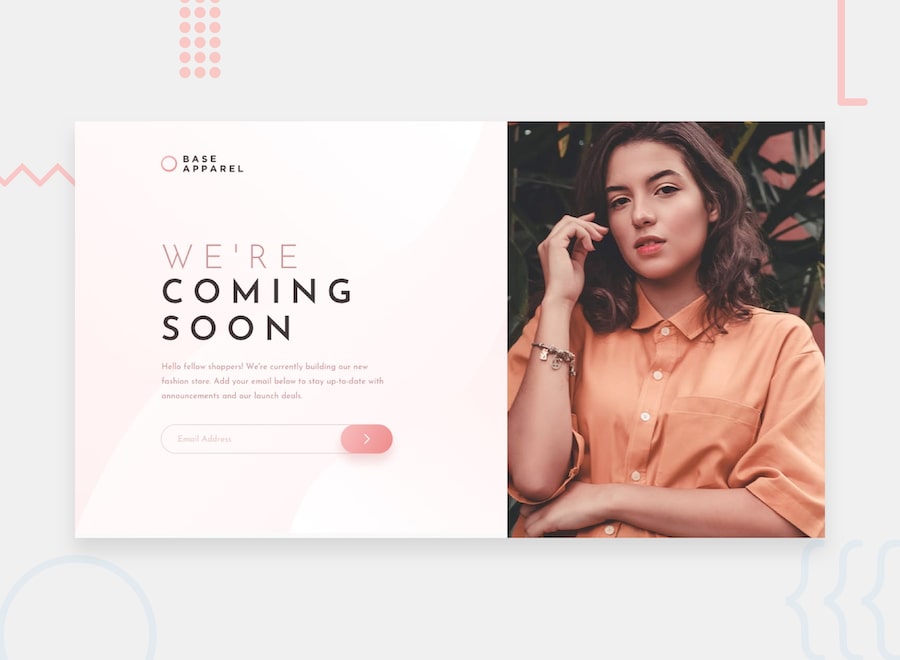 BASE
APPAREL
WE'RE
COMING
SOON
Hello fellow shoppers! We're currently building our new
fashion store. Add your email below to stay up-to-date with
announcements and our launch deals.
Email Address